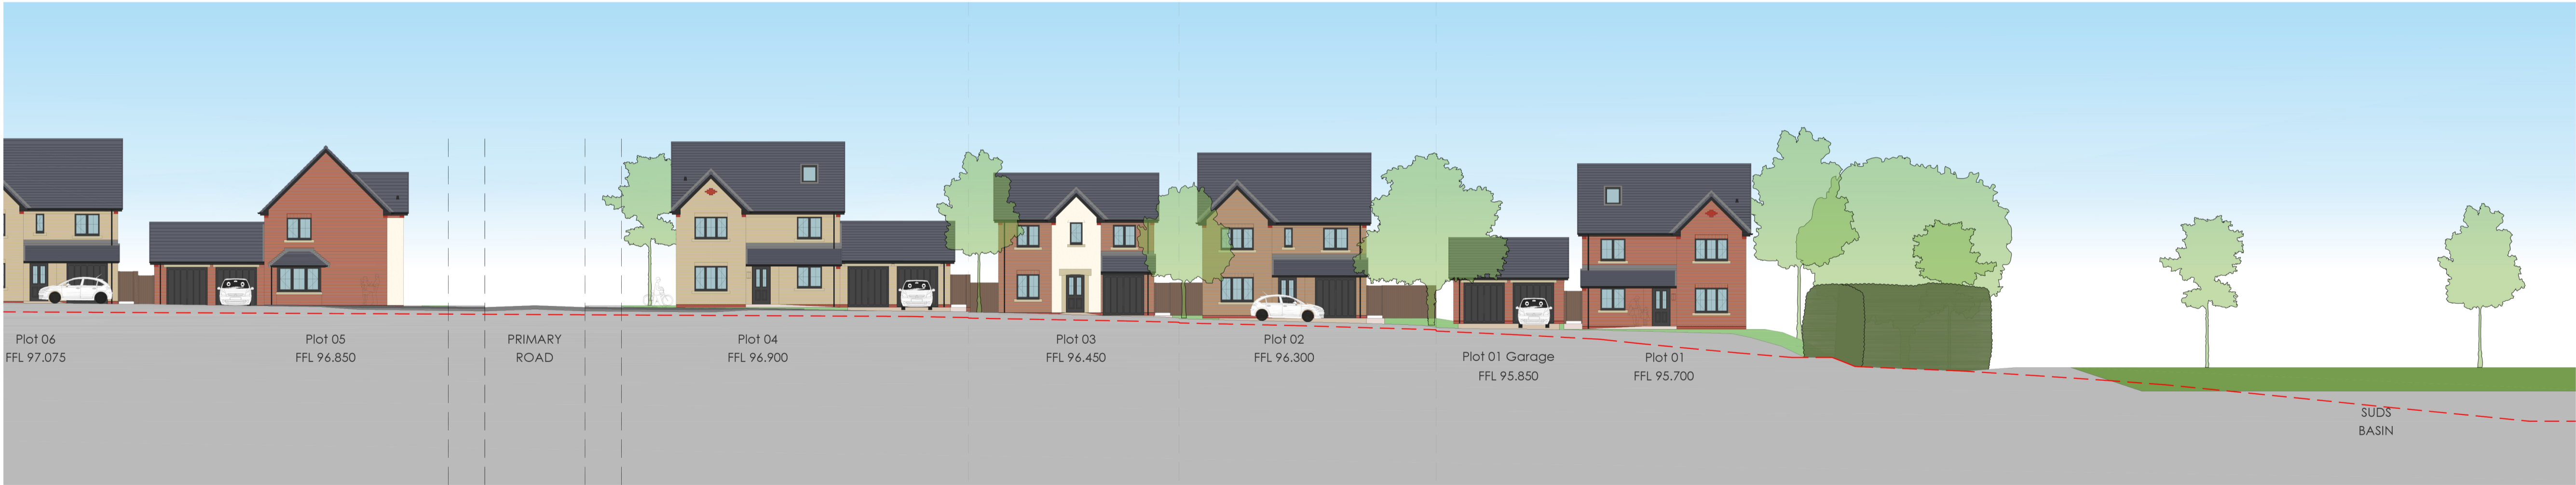 Plot 06
FFL 97.075
Plot 05
FFL 96.850
PRIMARY
ROAD
Plot 04
FFL 96.900
Plot 03
FFL 96.450
Plot 02
FFL 96.300
Plot 01 Garage
FFL 95.850
Plot 01
FFL 95.700
SUDS
BASIN